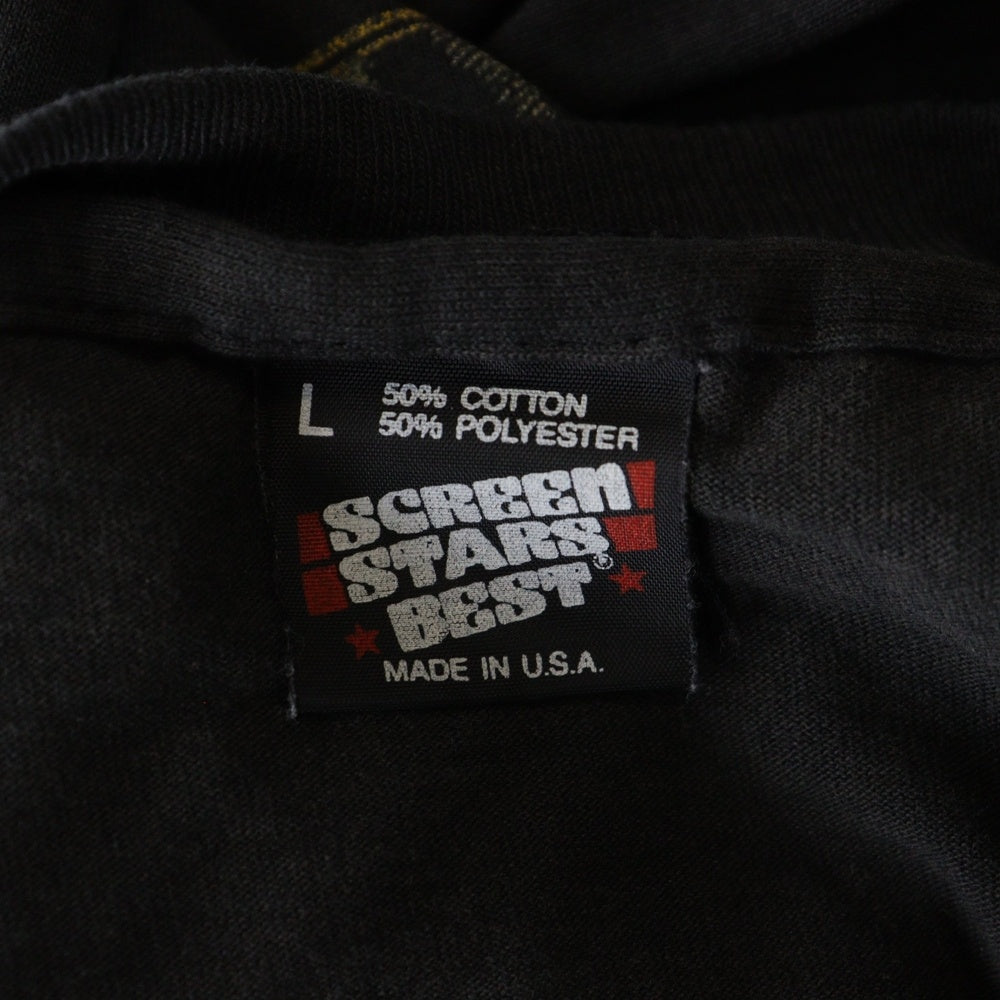 L
50% COTTON
50% POLYESTER
SCREEN
STARS
BEST®
MADE IN U.S.A.